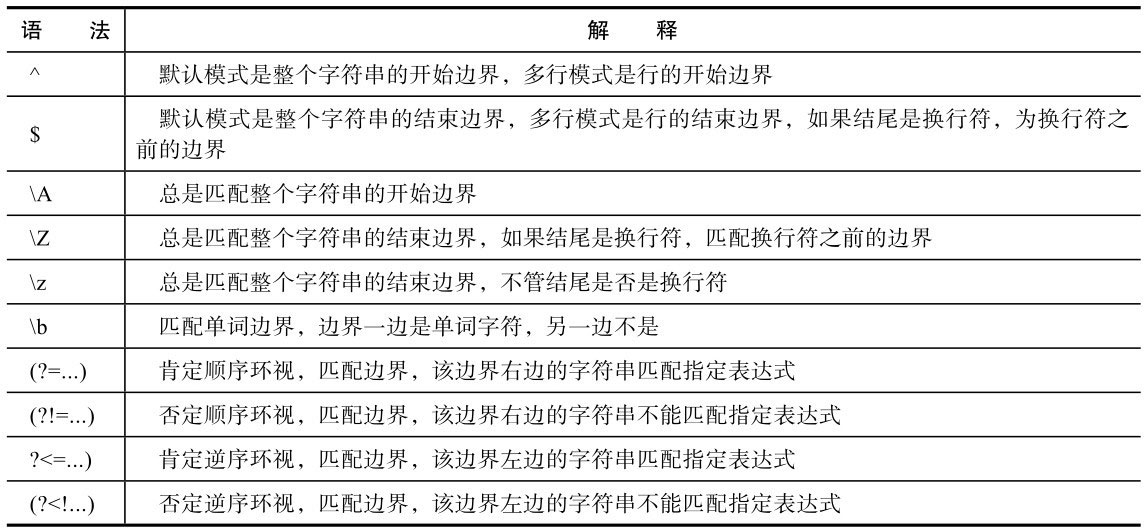 语 法 解 释
^ 默认模式是整个字符串的开始边界，多行模式是行的开始边界
$ 默认模式是整个字符串的结束边界，多行模式是行的结束边界，如果结尾是换行符，为换行符之
前的边界
\A 总是匹配整个字符串的开始边界
\Z 总是匹配整个字符串的结束边界，如果结尾是换行符，匹配换行符之前的边界
\z 总是匹配整个字符串的结束边界，不管结尾是否是换行符
\b 匹配单词边界，边界一边是单词字符，另一边不是
(?=...) 肯定顺序环视，匹配边界，该边界右边的字符串匹配指定表达式
(?!=...) 否定顺序环视，匹配边界，该边界右边的字符串不能匹配指定表达式
?<=...) 肯定逆序环视，匹配边界，该边界左边的字符串匹配指定表达式
(?<!...) 否定逆序环视，匹配边界，该边界左边的字符串不能匹配指定表达式